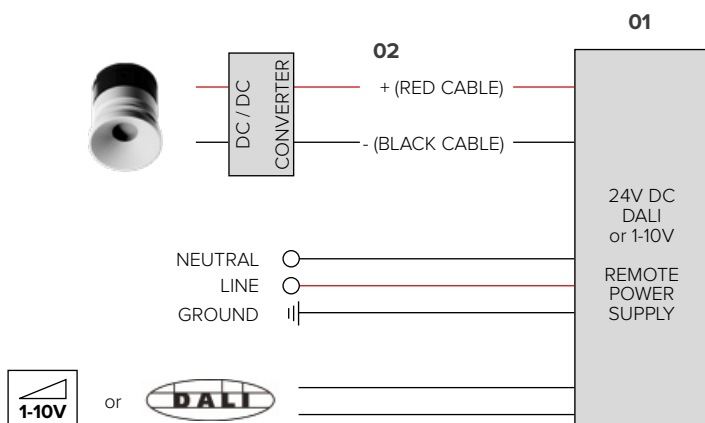 01
02
DC / DC
CONVERTER
+ (RED CABLE)
- (BLACK CABLE)
24V DC
DALI
or 1-10V
REMOTE
POWER
SUPPLY
NEUTRAL
LINE
GROUND
1-10V
or
DALI